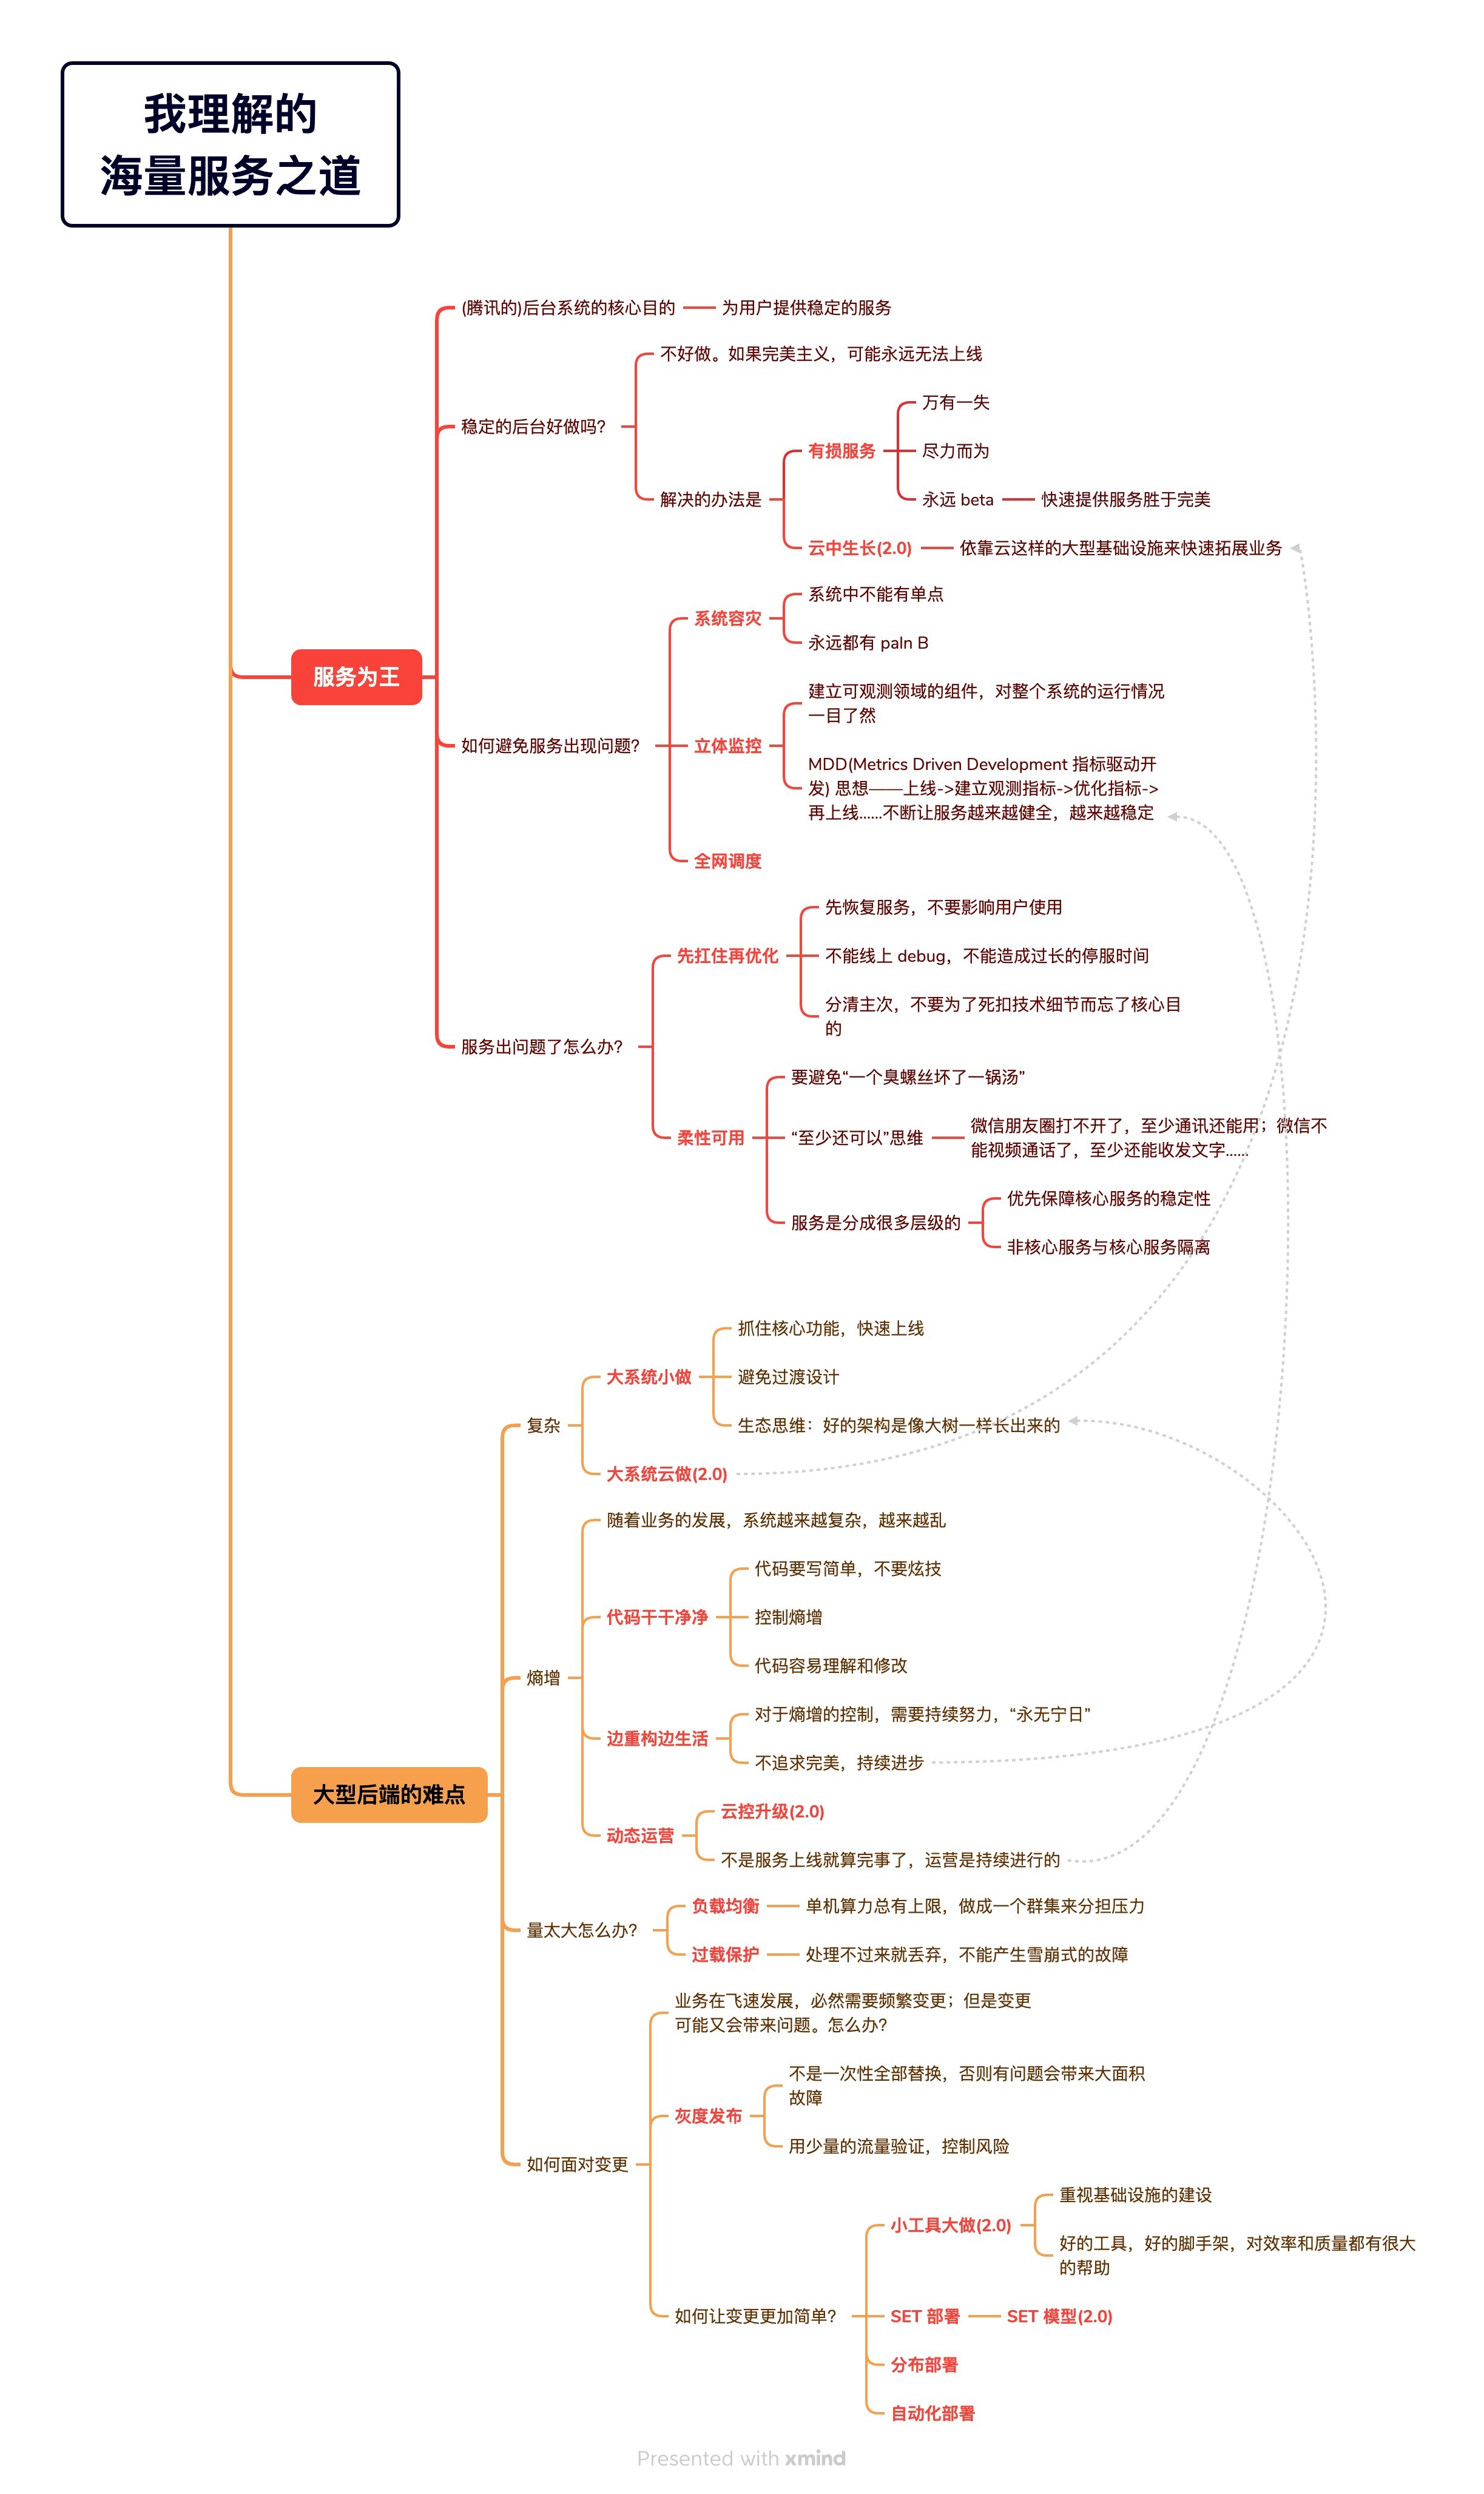 我理解的
海量服务之道
(腾讯的)后台系统的核心目的
为用户提供稳定的服务
不好做。如果完美主义，可能永远无法上线
万有一失
稳定的后台好做吗?
有损服务
尽力而为
解决的办法是
永远 beta
快速提供服务胜于完美
云中生长(2.0)
依靠云这样的大型基础设施来快速拓展业务
系统中不能有单点
系统容灾
永远都有 paln B
服务为王
建立可观测领域的组件，对整个系统的运行情况
一目了然
如何避免服务出现问题?
立体监控
MDD(Metrics Driven Development 指标驱动开
发) 思想——上线->建立观测指标->优化指标->
再上线......不断让服务越来越健全，越来越稳定
全网调度
先恢复服务，不要影响用户使用
先扛住再优化
不能线上 debug，不能造成过长的停服时间
分清主次，不要为了死扣技术细节而忘了核心目
的
服务出问题了怎么办?
要避免“一个臭螺丝坏了一锅汤”
柔性可用
“至少还可以”思维
微信朋友圈打不开了，至少通讯还能用；微信不
能视频通话了，至少还能收发文字......
服务是分成很多层级的
优先保障核心服务的稳定性
非核心服务与核心服务隔离
抓住核心功能，快速上线
大系统小做
避免过渡设计
复杂
生态思维：好的架构是像大树一样长出来的
大系统云做(2.0)
随着业务的发展，系统越来越复杂，越来越乱
代码要写简单，不要炫技
代码干干净净
控制熵增
代码容易理解和修改
熵增
对于熵增的控制，需要持续努力，“永无宁日”
边重构边生活
不追求完美，持续进步
大型后端的难点
云控升级(2.0)
动态运营
不是服务上线就算完事了，运营是持续进行的
负载均衡
单机算力总有上限，做成一个群集来分担压力
量太大怎么办?
过载保护
处理不过来就丢弃，不能产生雪崩式的故障
业务在飞速发展，必然需要频繁变更；但是变更
可能又会带来问题。怎么办?
不是一次性全部替换，否则有问题会带来大面积
故障
灰度发布
用少量的流量验证，控制风险
如何面对变更
重视基础设施的建设
小工具大做(2.0)
好的工具，好的脚手架，对效率和质量都有很大
的帮助
如何让变更更加简单?
SET 部署
SET 模型(2.0)
分布部署
自动化部署
Presented with xmind